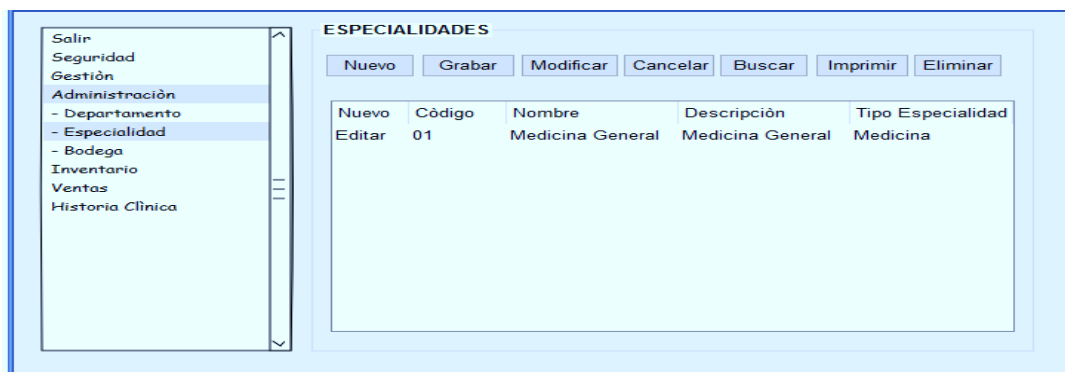 Salir
Seguridad
Gestiòn
Administraciòn
- Departamento
- Especialidad
- Bodega
Inventario
Ventas
Historia Clìnica
ESPECIALIDADES
Nuevo Grabar Modificar Cancelar Buscar Imprimir Eliminar
Nuevo Còdigo Nombre Descripciòn Tipo Especialidad
Editar 01 Medicina General Medicina General Medicina